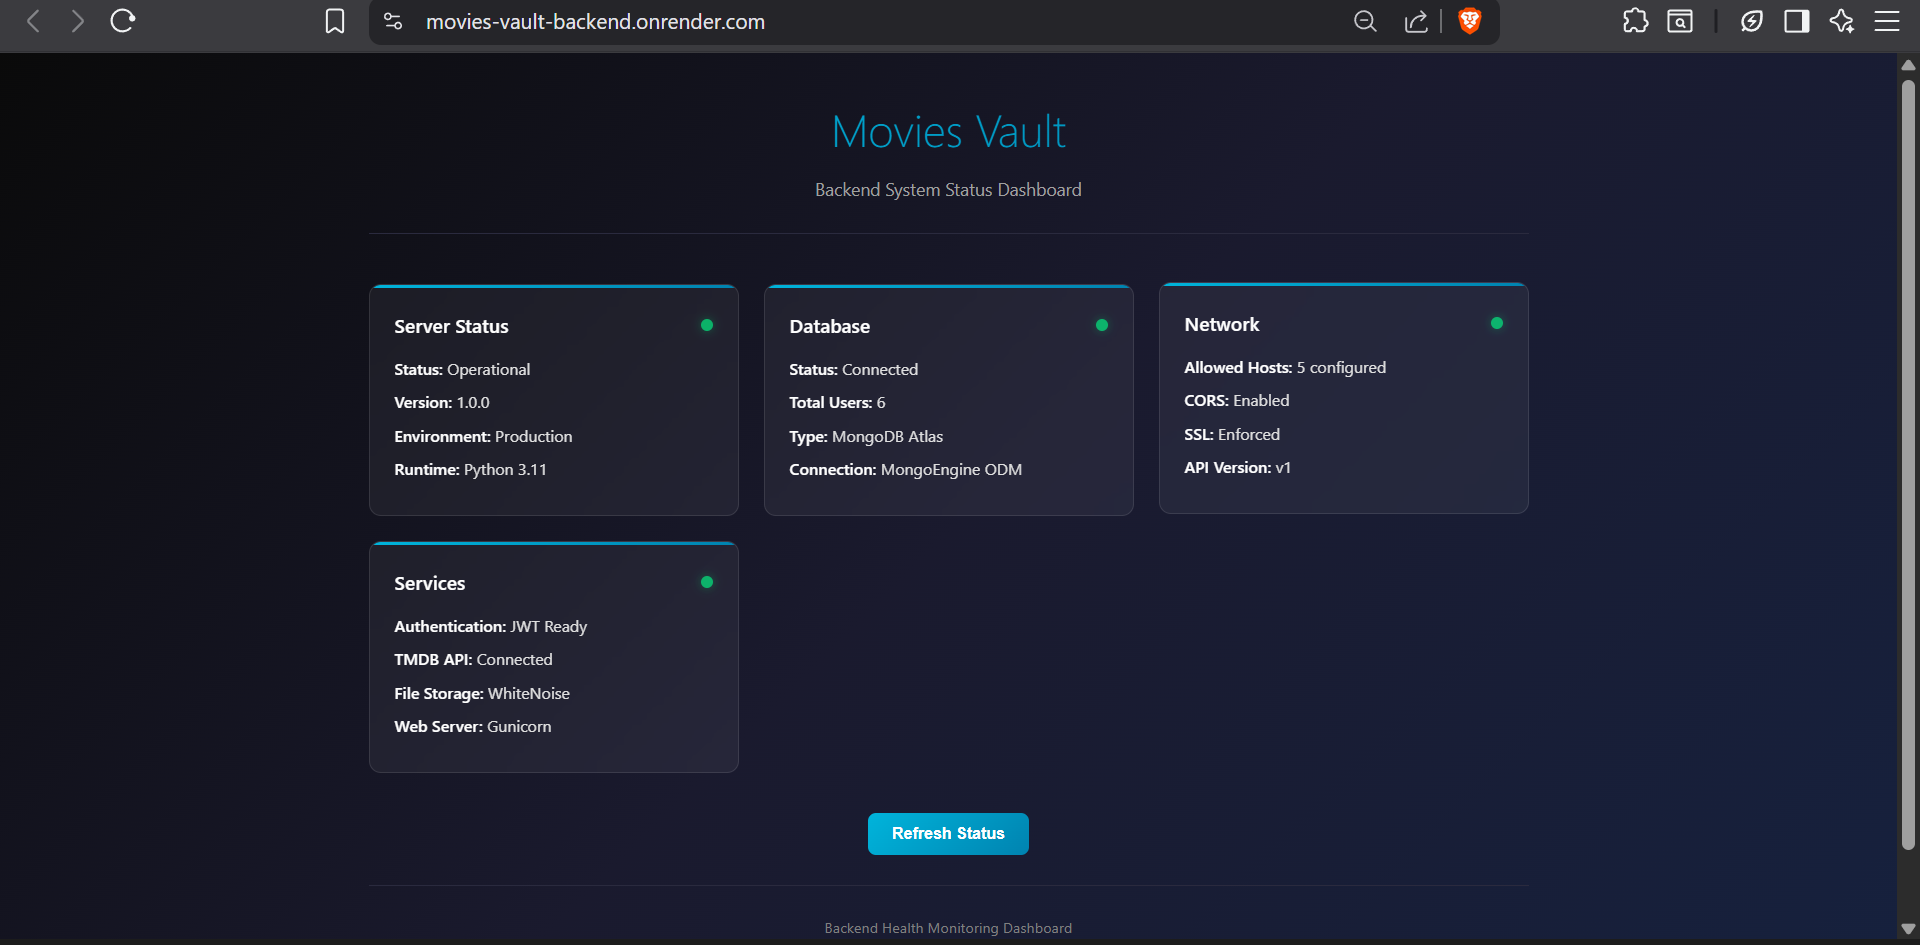 movies-vault-backend.onrender.com
Movies Vault
Backend System Status Dashboard
Server Status
Status: Operational
Version: 1.0.0
Environment: Production
Runtime: Python 3.11
Database
Status: Connected
Total Users: 6
Type: MongoDB Atlas
Connection: MongoEngine ODM
Network
Allowed Hosts: 5 configured
CORS: Enabled
SSL: Enforced
API Version: v1
Services
Authentication: JWT Ready
TMDB API: Connected
File Storage: WhiteNoise
Web Server: Gunicorn
Refresh Status
Backend Health Monitoring Dashboard